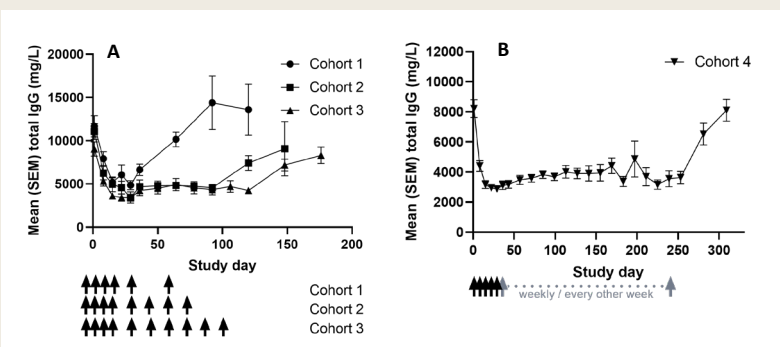 A
Mean (SEM) total IgG (mg/L)
20000
15000
10000
5000
0
0 50 100 150 200
Study day
Cohort 1
Cohort 2
Cohort 3
Cohort 1
Cohort 2
Cohort 3
B
Mean (SEM) total IgG (mg/L)
12000
10000
8000
6000
4000
2000
0
0 50 100 150 200 250 300
Study day
Cohort 4
weekly / every other week